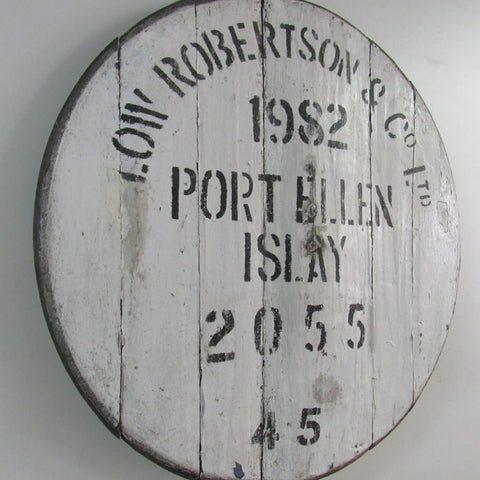 LOW ROBERTSON & Co LTD
1982
PORT ELLEN
ISLAY
2055
45